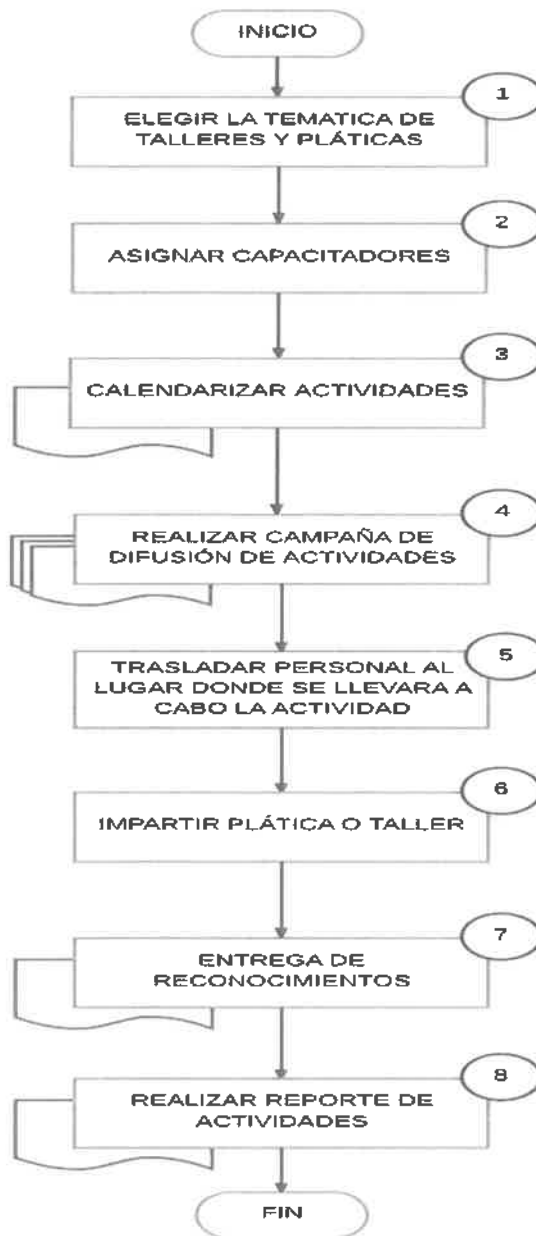 INICIO
1
ELEGIR LA TEMATICA DE
TALLERES Y PLÁTICAS
2
ASIGNAR CAPACITADORES
3
CALENDARIZAR ACTIVIDADES
4
REALIZAR CAMPAÑA DE
DIFUSIÓN DE ACTIVIDADES
5
TRASLADAR PERSONAL AL
LUGAR DONDE SE LLEVARA A
CABO LA ACTIVIDAD
6
IMPARTIR PLÁTICA O TALLER
7
ENTREGA DE
RECONOCIMIENTOS
8
REALIZAR REPORTE DE
ACTIVIDADES
FIN